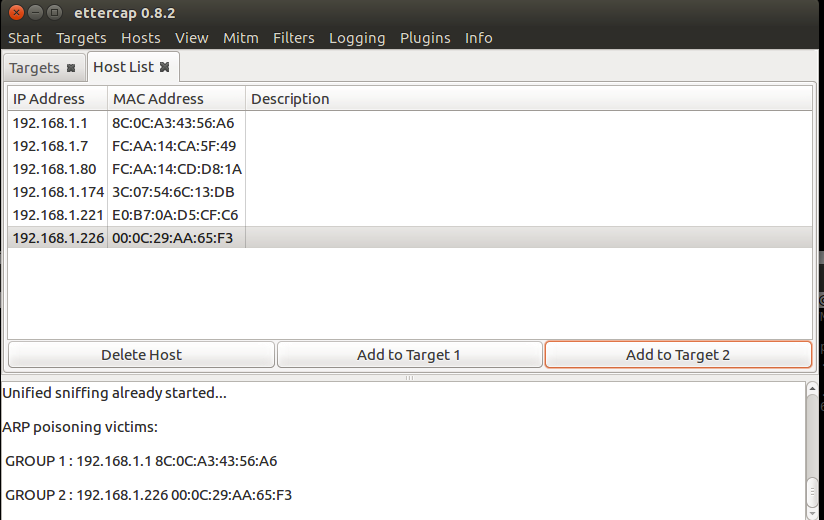 ettercap 0.8.2
Start Targets Hosts View Mitm Filters Logging Plugins Info
Targets Host List
IP Address MAC Address Description
192.168.1.1 8C:0C:A3:43:56:A6
192.168.1.7 FC:AA:14:CA:5F:49
192.168.1.80 FC:AA:14:CD:D8:1A
192.168.1.174 3C:07:54:6C:13:DB
192.168.1.221 E0:B7:0A:D5:CF:C6
192.168.1.226 00:0C:29:AA:65:F3
Delete Host Add to Target 1 Add to Target 2
Unified sniffing already started...
ARP poisoning victims:
GROUP 1 : 192.168.1.1 8C:0C:A3:43:56:A6
GROUP 2 : 192.168.1.226 00:0C:29:AA:65:F3